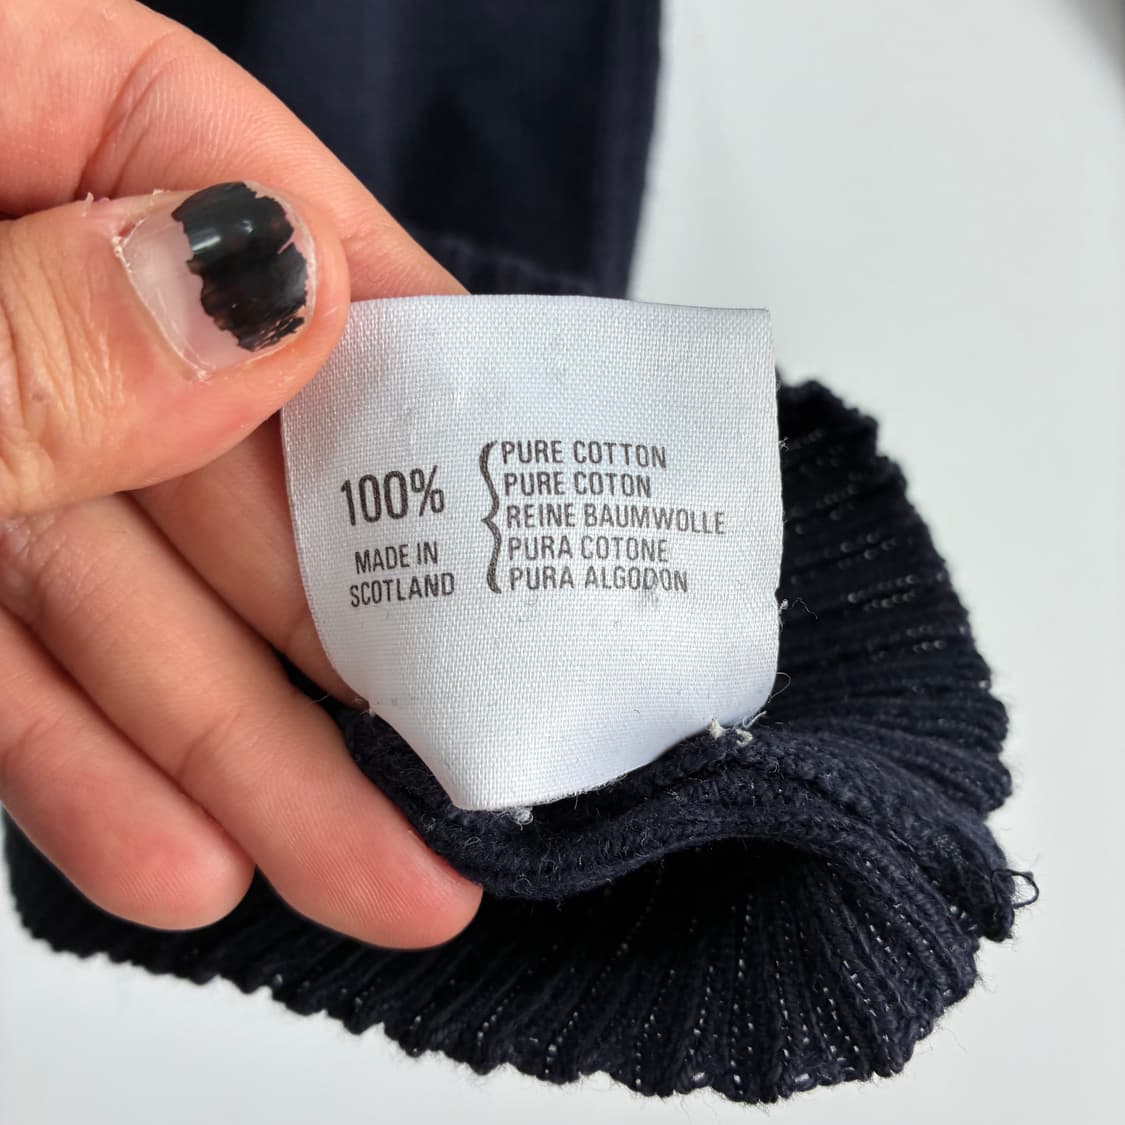 100%
MADE IN
SCOTLAND
PURE COTTON
PURE COTON
REINE BAUMWOLLE
PURA COTONE
PURA ALGODON